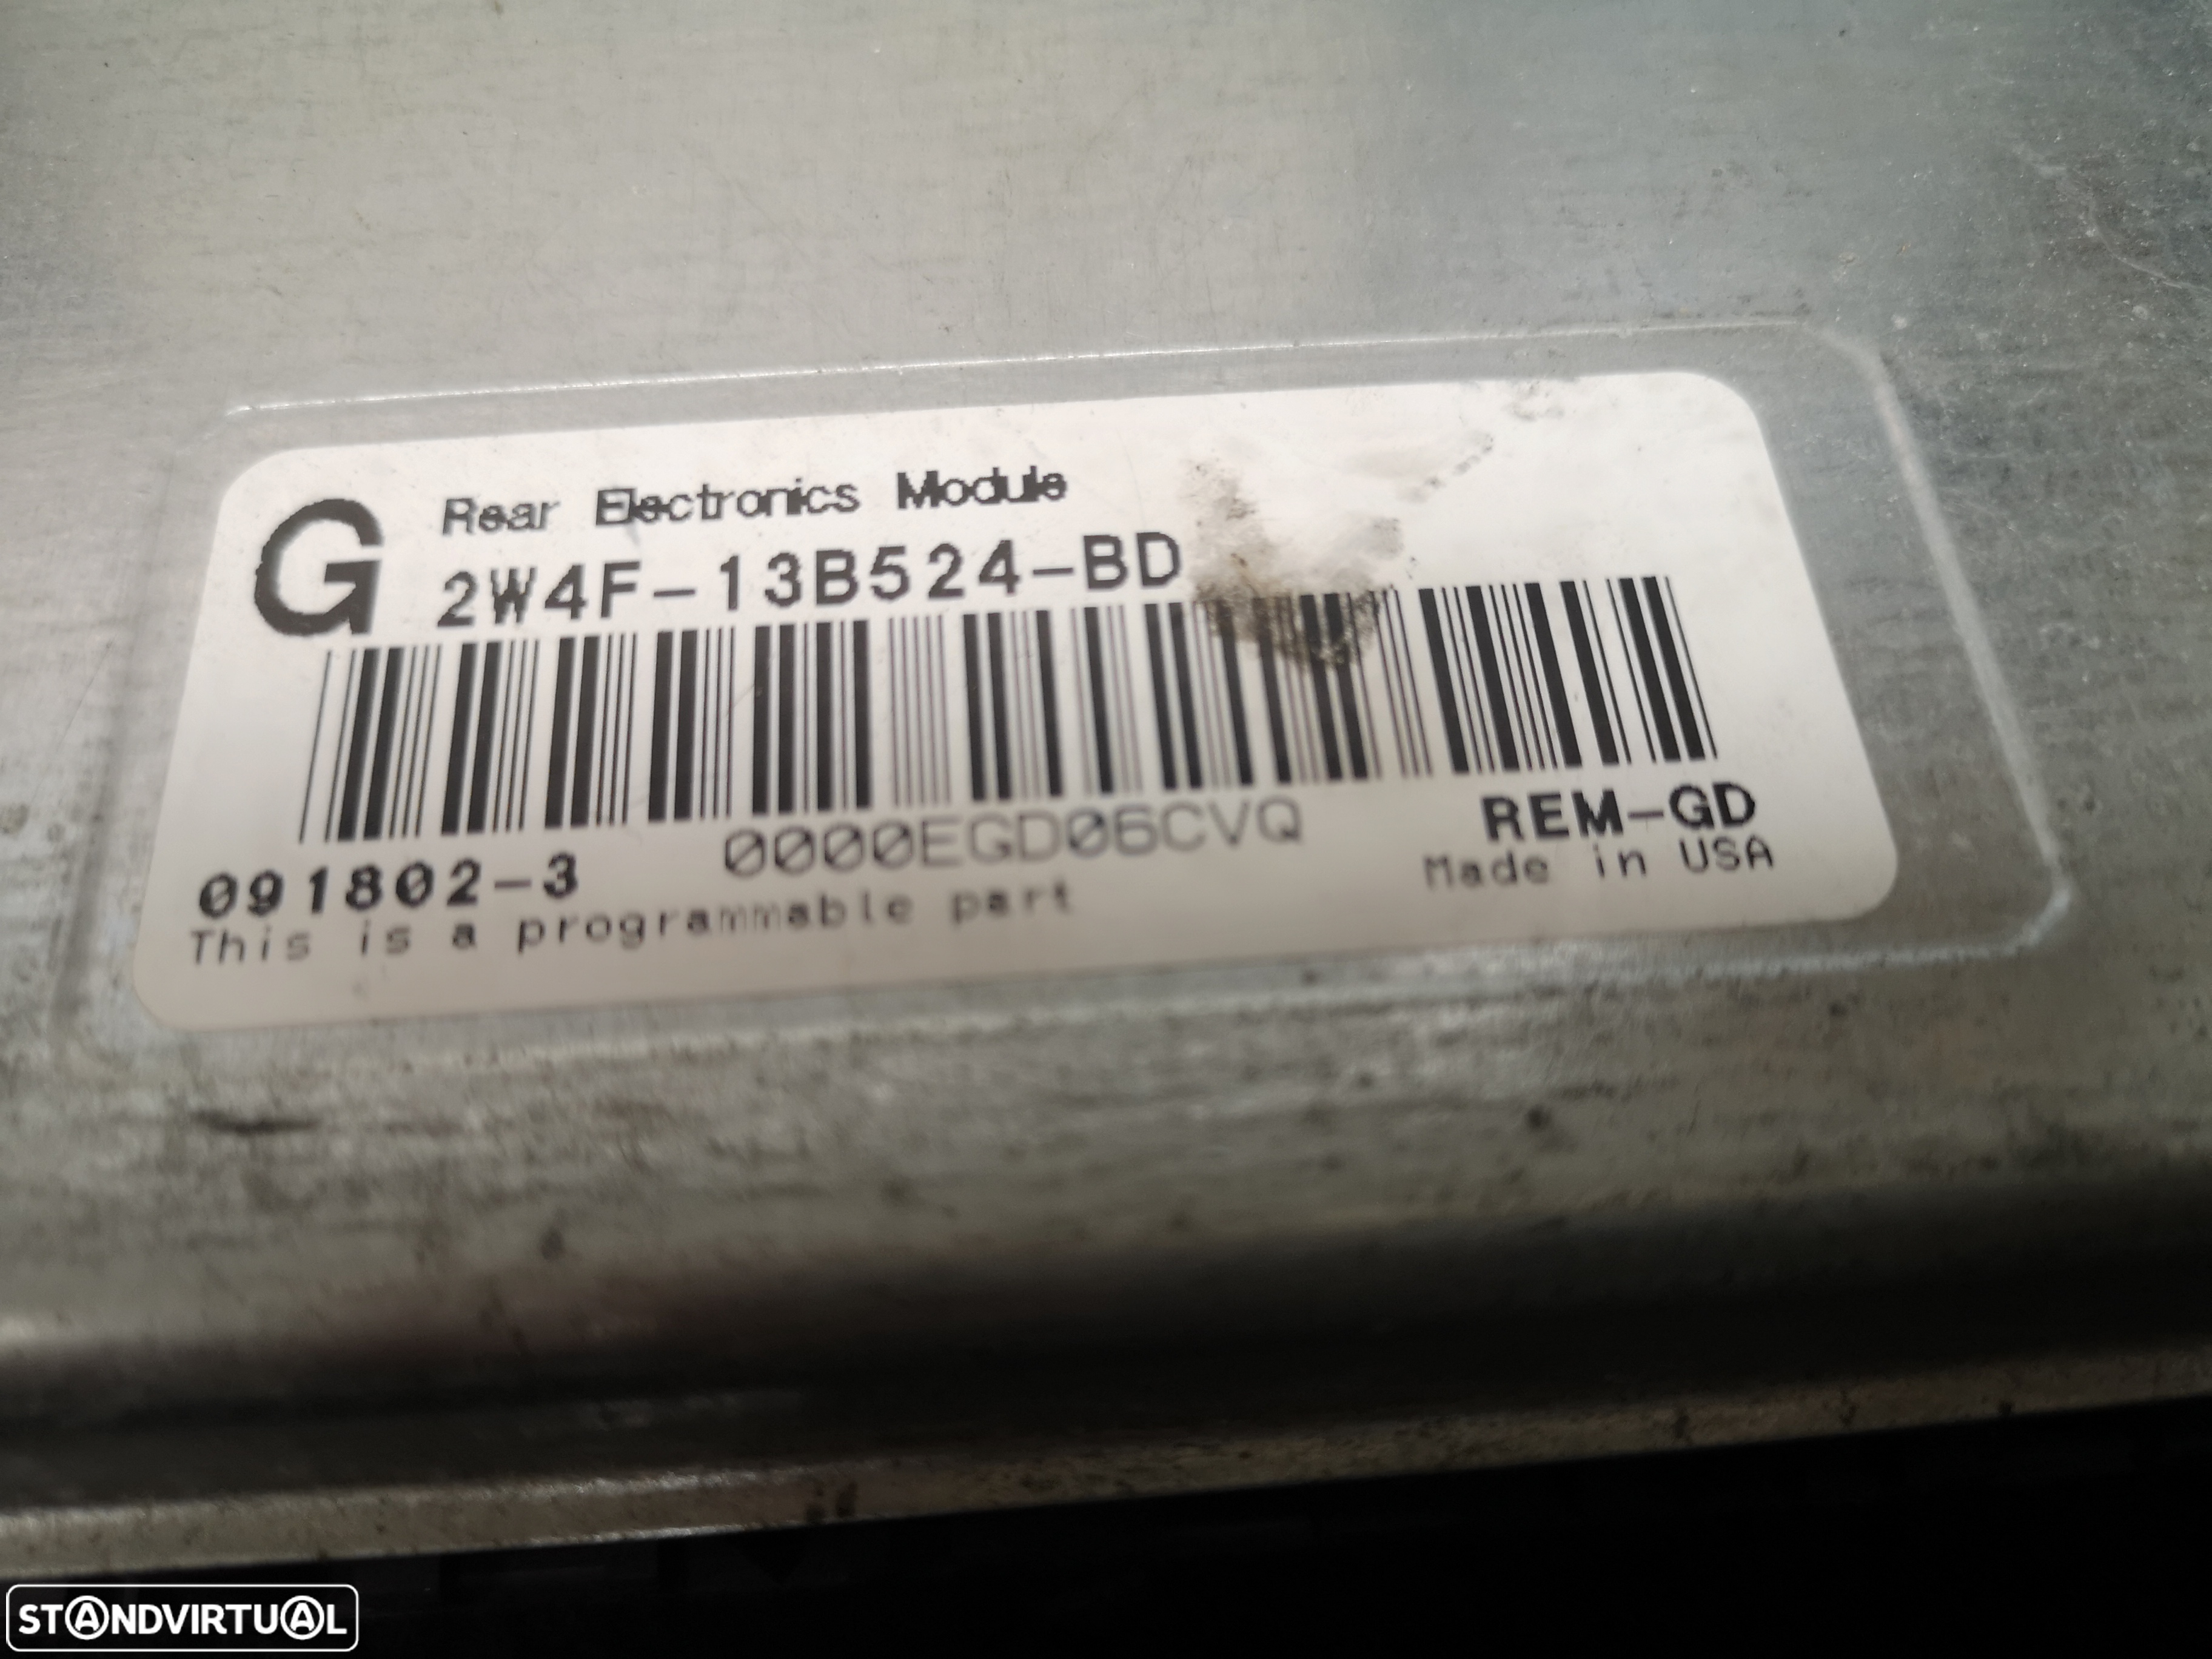 G
Rear Electronics Module
2W4F-13B524-BD
0000EGD06CVQ
REM-GD
091802-3
Made in USA
This is a programmable part
STANDVIRTUAL